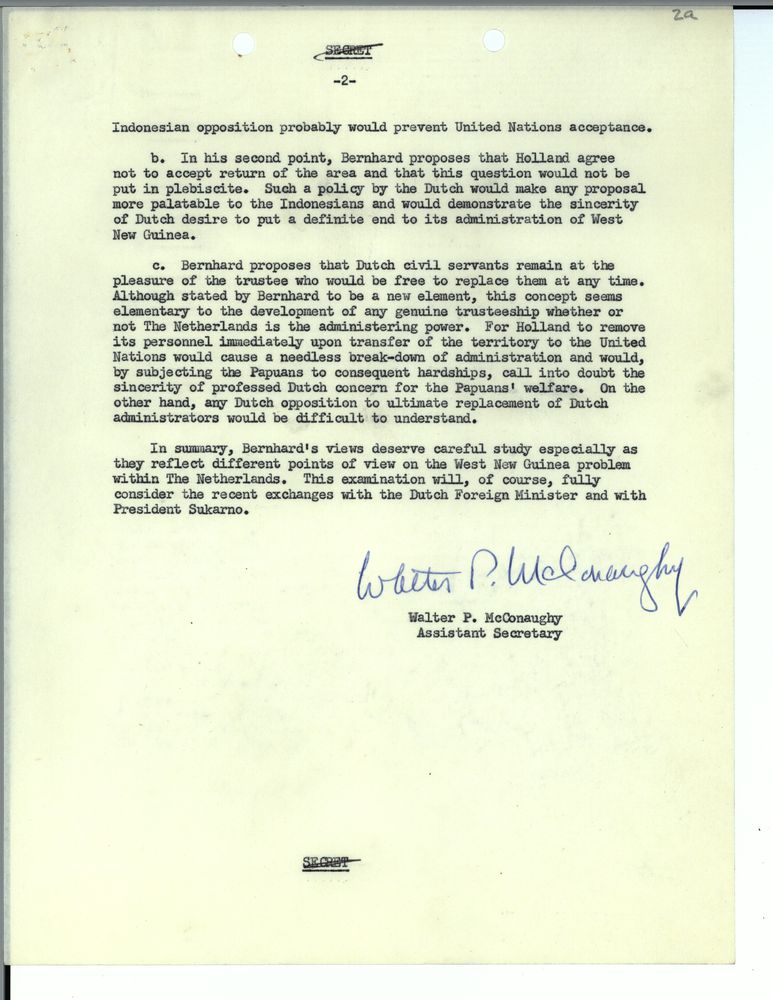 2a
SECRET
-2-
Indonesian opposition probably would prevent United Nations acceptance.
b. In his second point, Bernhard proposes that Holland agree
not to accept return of the area and that this question would not be
put in plebiscite. Such a policy by the Dutch would make any proposal
more palatable to the Indonesians and would demonstrate the sincerity
of Dutch desire to put a definite end to its administration of West
New Guinea.
c. Bernhard proposes that Dutch civil servants remain at the
pleasure of the trustee who would be free to replace them at any time.
Although stated by Bernhard to be a new element, this concept seems
elementary to the development of any genuine trusteeship whether or
not The Netherlands is the administering power. For Holland to remove
its personnel immediately upon transfer of the territory to the United
Nations would cause a needless break-down of administration and would,
by subjecting the Papuans to consequent hardships, call into doubt the
sincerity of professed Dutch concern for the Papuans' welfare. On the
other hand, any Dutch opposition to ultimate replacement of Dutch
administrators would be difficult to understand.
In summary, Bernhard's views deserve careful study especially as
they reflect different points of view on the West New Guinea problem
within The Netherlands. This examination will, of course, fully
consider the recent exchanges with the Dutch Foreign Minister and with
President Sukarno.
Walter P. McConaughy
Walter P. McConaughy
Assistant Secretary
SECRET